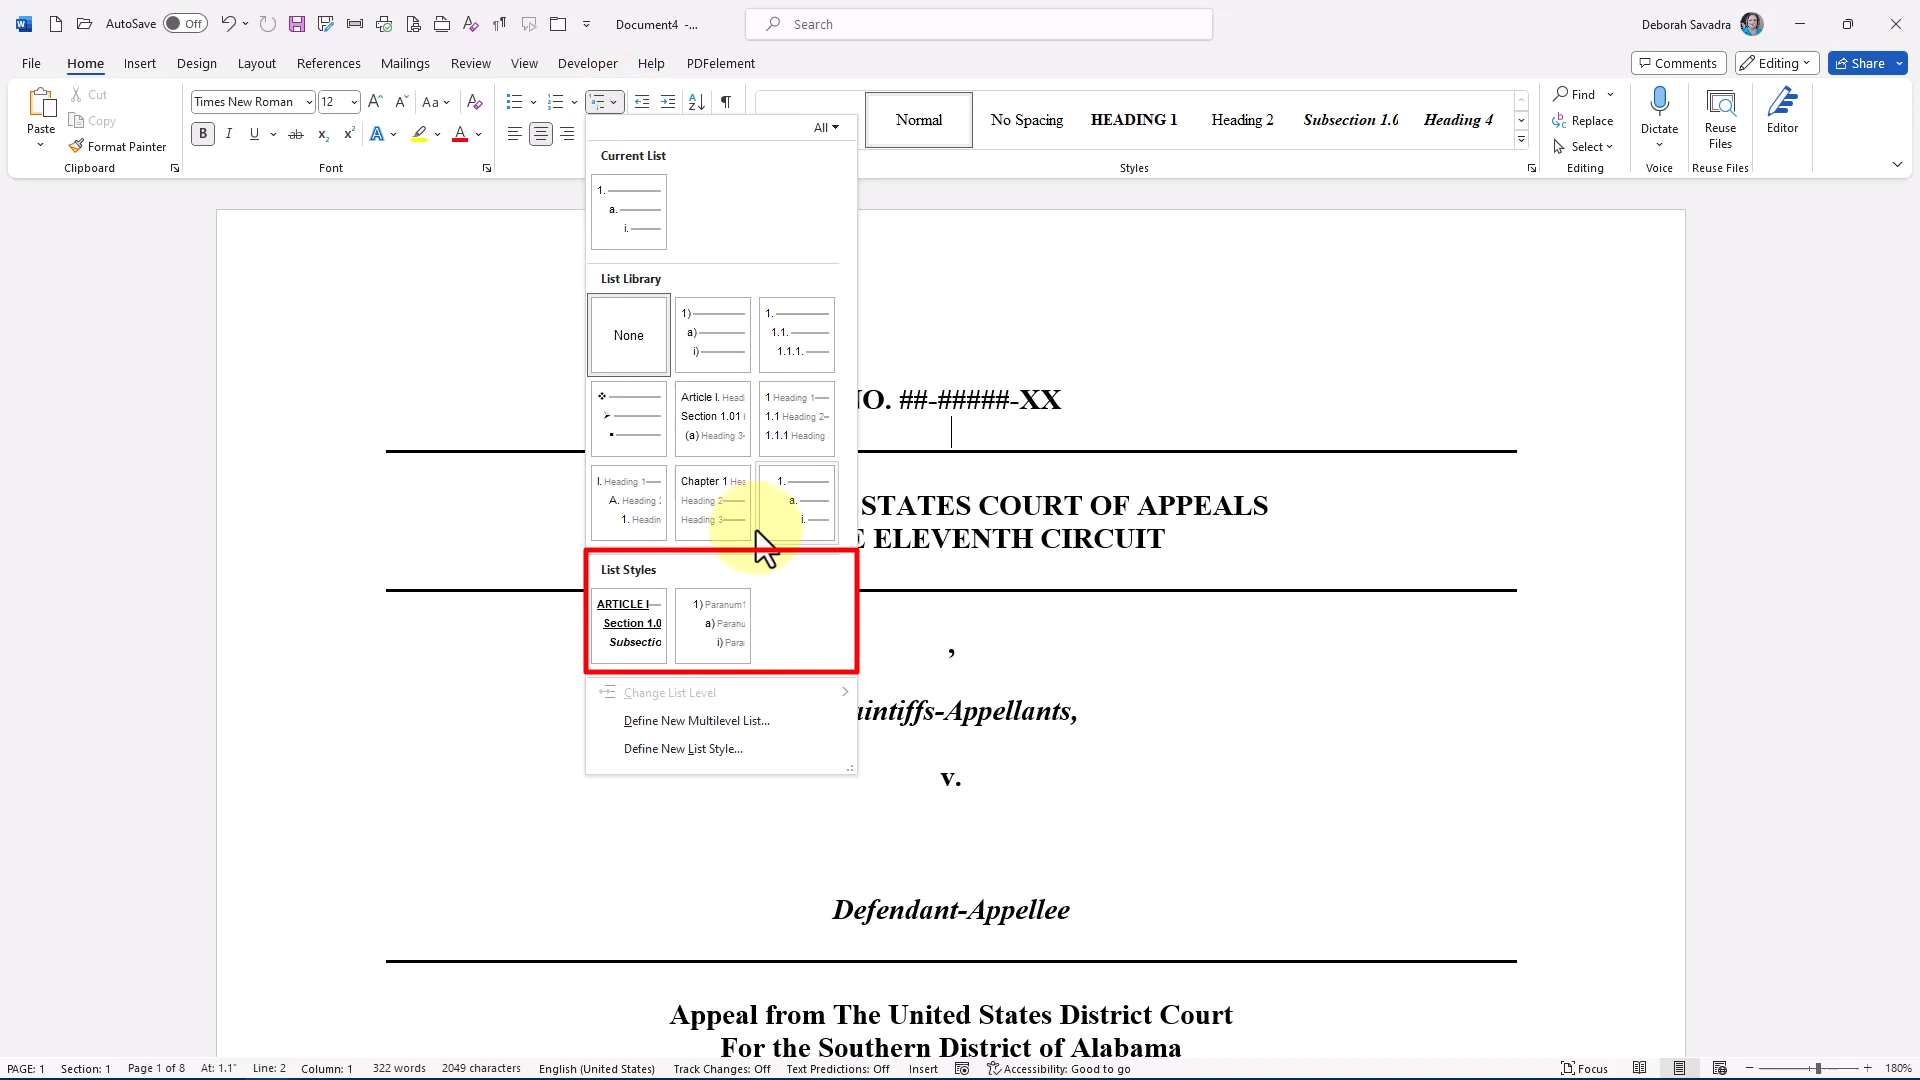 AutoSave Off Document4 -... Search Deborah Savadra
File Home Insert Design Layout References Mailings Review View Developer Help PDFelement Comments Editing Share
Paste Cut Copy Format Painter Clipboard
Times New Roman 12 Aa
B I U ab x₂ x² A A
Font
Normal No Spacing HEADING 1 Heading 2 Subsection 1.0 Heading 4
Styles
Find Replace Select Editing
Dictate Voice
Reuse Files Reuse Files
Editor
All
Current List
1.
a.
i.
List Library
None
1)
a)
i)
1.
1.1.
1.1.1.
Article I. Head
Section 1.01
(a) Heading 3
1 Heading 1
1.1 Heading 2
1.1.1 Heading
I. Heading 1
A. Heading
1. Headin
Chapter 1 Hea
Heading 2
Heading 3
1.
a.
i.
List Styles
ARTICLE I
Section 1.0
Subsectio
1) Paranum1
a) Paranu
i) Para
Change List Level
Define New Multilevel List...
Define New List Style...
O. ##-#####-XX
STATES COURT OF APPEALS
ELEVENTH CIRCUIT
,
aintiffs-Appellants,
v.
Defendant-Appellee
Appeal from The United States District Court
For the Southern District of Alabama
PAGE: 1 Section: 1 Page 1 of 8 At: 1.1" Line: 2 Column: 1 322 words 2049 characters English (United States) Track Changes: Off Text Predictions: Off Insert Accessibility: Good to go Focus 180%